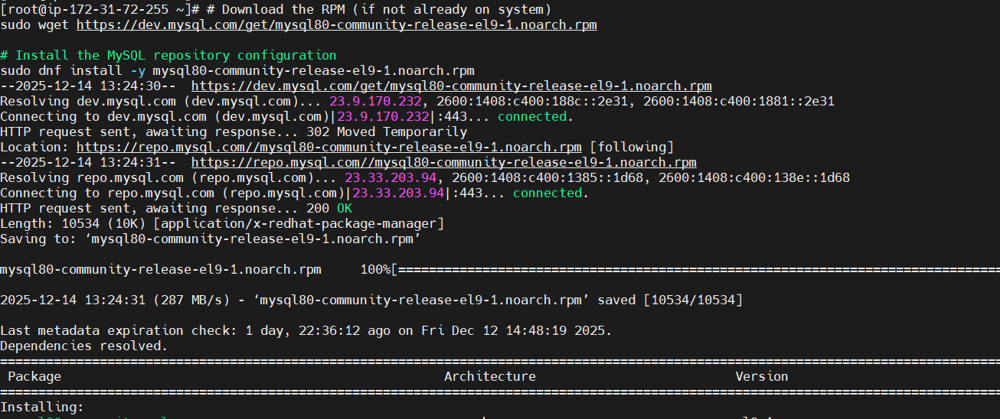 [root@ip-172-31-72-255 ~]# # Download the RPM (if not already on system)
sudo wget https://dev.mysql.com/get/mysql80-community-release-el9-1.noarch.rpm
# Install the MySQL repository configuration
sudo dnf install -y mysql80-community-release-el9-1.noarch.rpm
--2025-12-14 13:24:30--  https://dev.mysql.com/get/mysql80-community-release-el9-1.noarch.rpm
Resolving dev.mysql.com (dev.mysql.com)... 23.9.170.232, 2600:1408:c400:188c::2e31, 2600:1408:c400:1881::2e31
Connecting to dev.mysql.com (dev.mysql.com)|23.9.170.232|:443... connected.
HTTP request sent, awaiting response... 302 Moved Temporarily
Location: https://repo.mysql.com//mysql80-community-release-el9-1.noarch.rpm [following]
--2025-12-14 13:24:31--  https://repo.mysql.com//mysql80-community-release-el9-1.noarch.rpm
Resolving repo.mysql.com (repo.mysql.com)... 23.33.203.94, 2600:1408:c400:1385::1d68, 2600:1408:c400:138e::1d68
Connecting to repo.mysql.com (repo.mysql.com)|23.33.203.94|:443... connected.
HTTP request sent, awaiting response... 200 OK
Length: 10534 (10K) [application/x-redhat-package-manager]
Saving to: ‘mysql80-community-release-el9-1.noarch.rpm’
mysql80-community-release-el9-1.noarch.rpm     100%[===============================================================================
2025-12-14 13:24:31 (287 MB/s) - ‘mysql80-community-release-el9-1.noarch.rpm’ saved [10534/10534]
Last metadata expiration check: 1 day, 22:36:12 ago on Fri Dec 12 14:48:19 2025.
Dependencies resolved.
===================================================================================================================================
 Package                                                  Architecture                          Version
===================================================================================================================================
Installing: